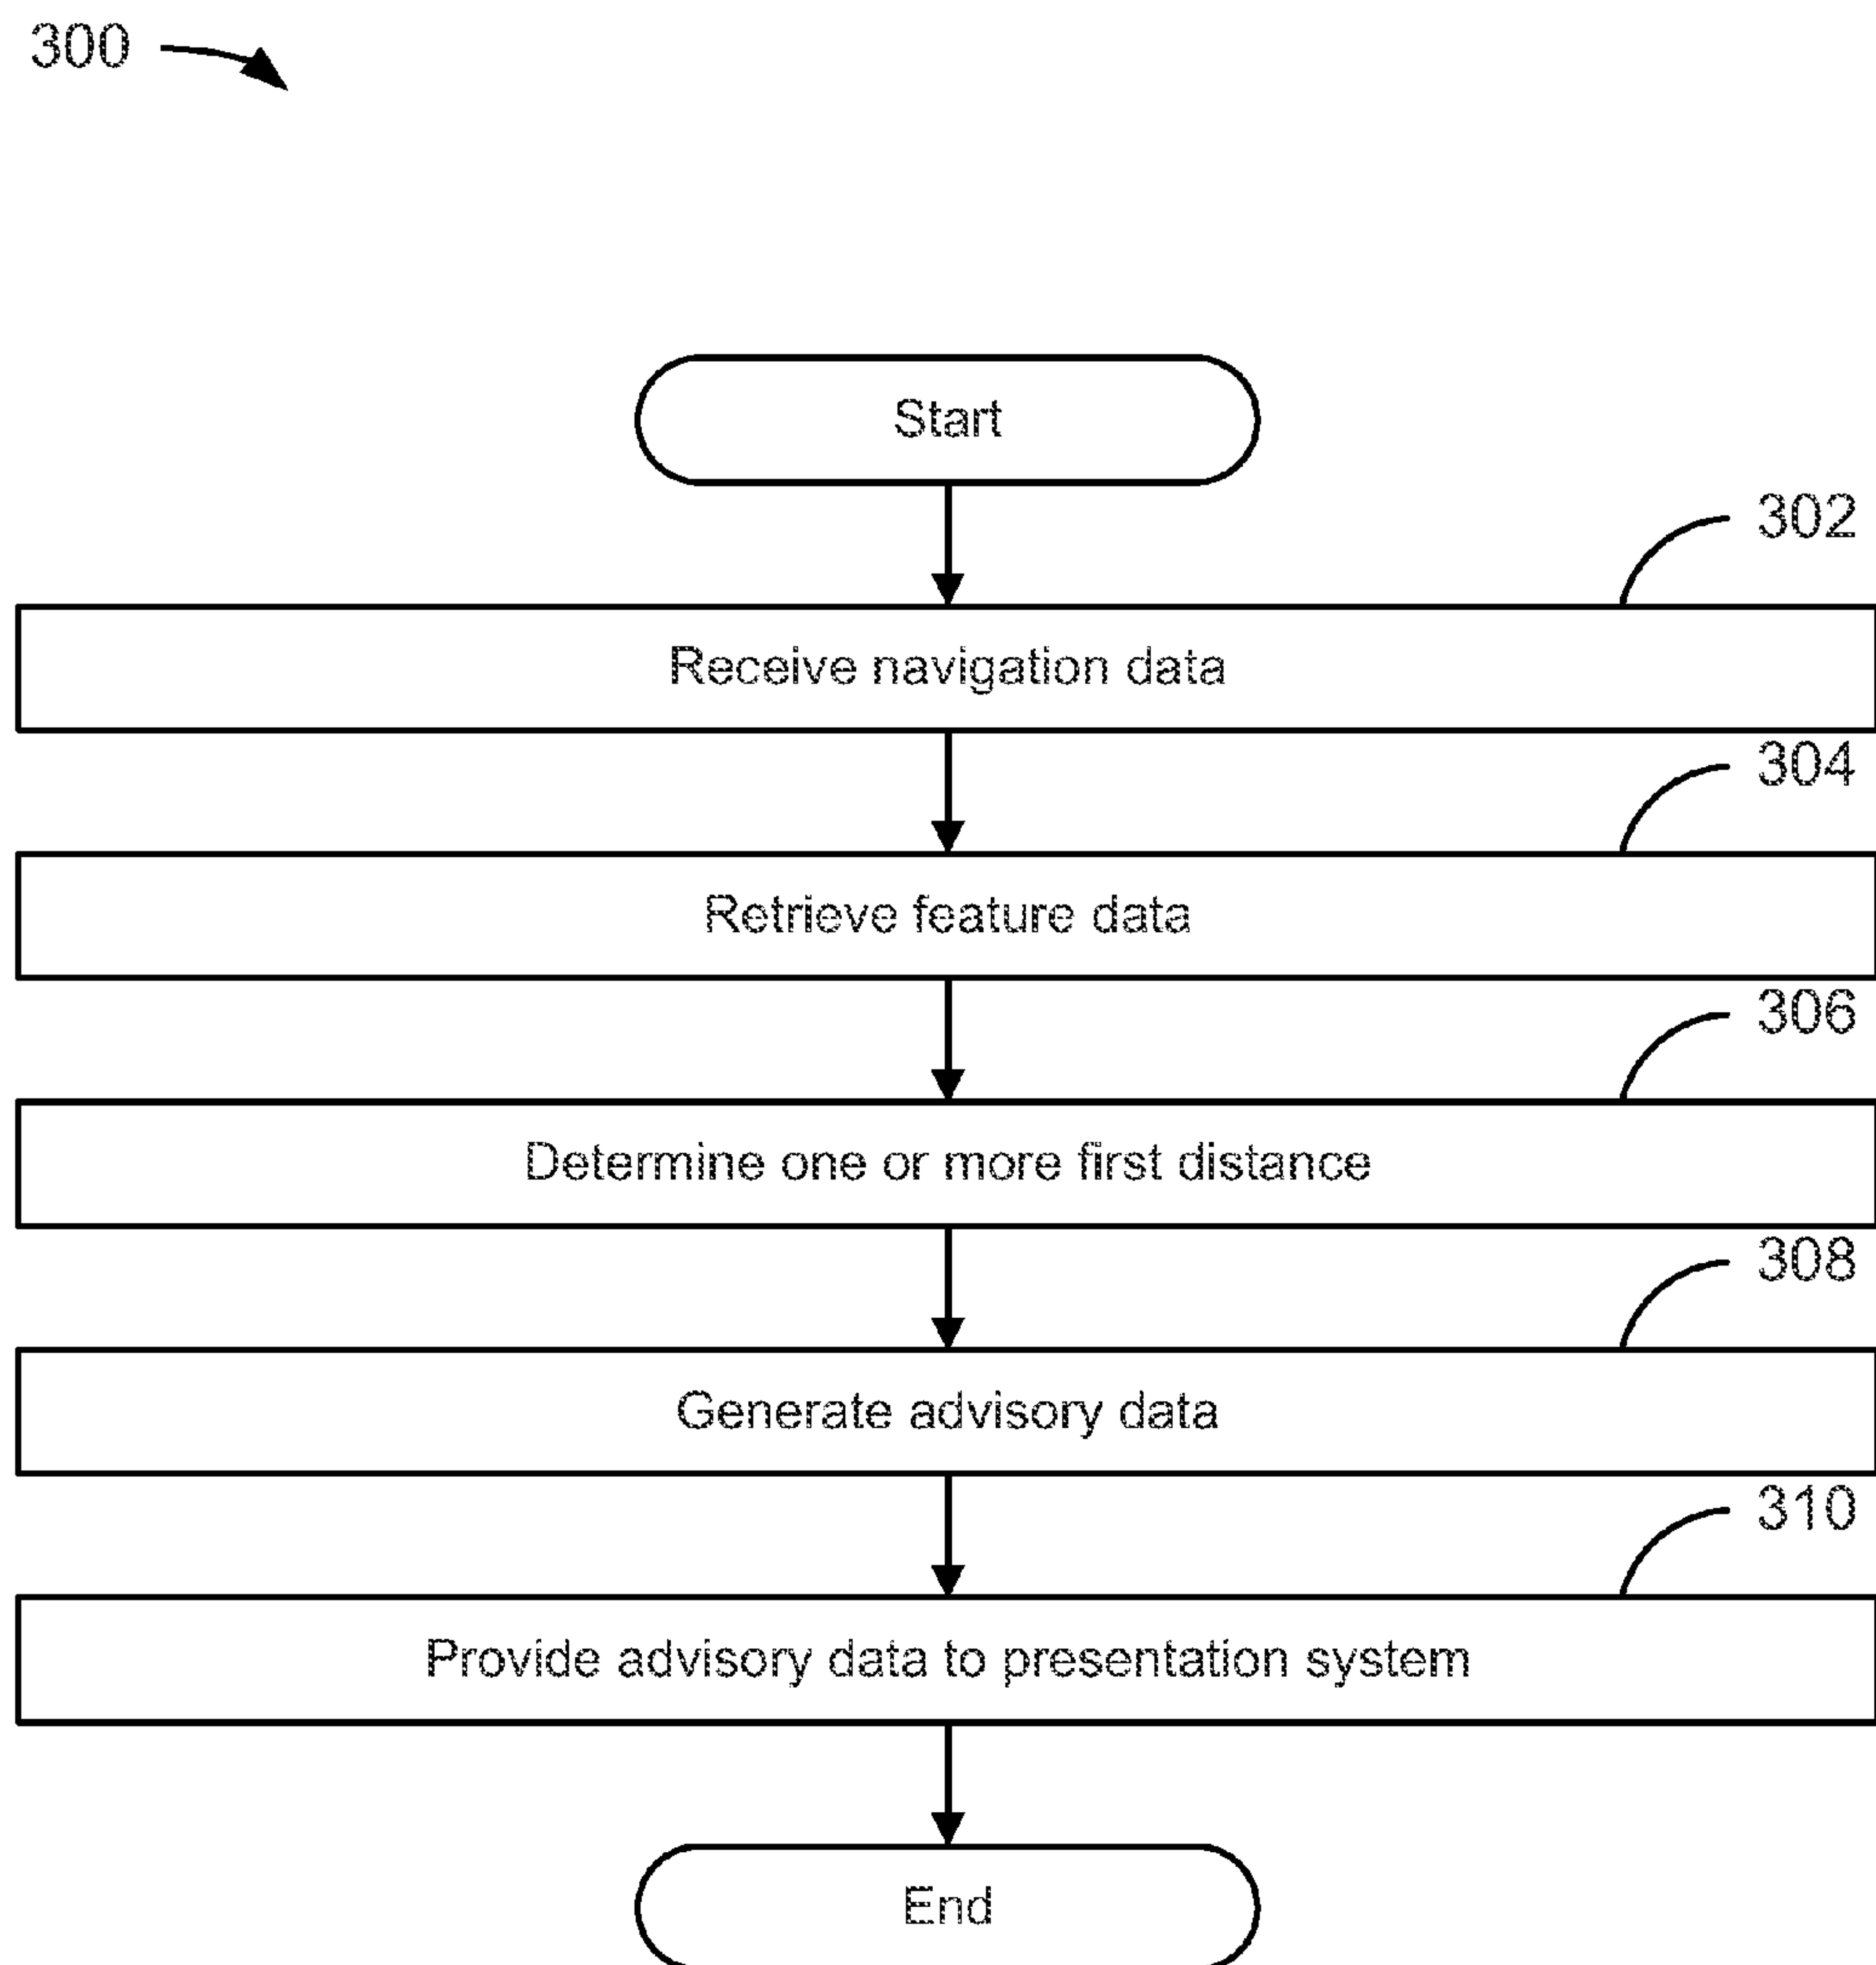 300
Start
302
Receive navigation data
304
Retrieve feature data
306
Determine one or more first distance
308
Generate advisory data
310
Provide advisory data to presentation system
End